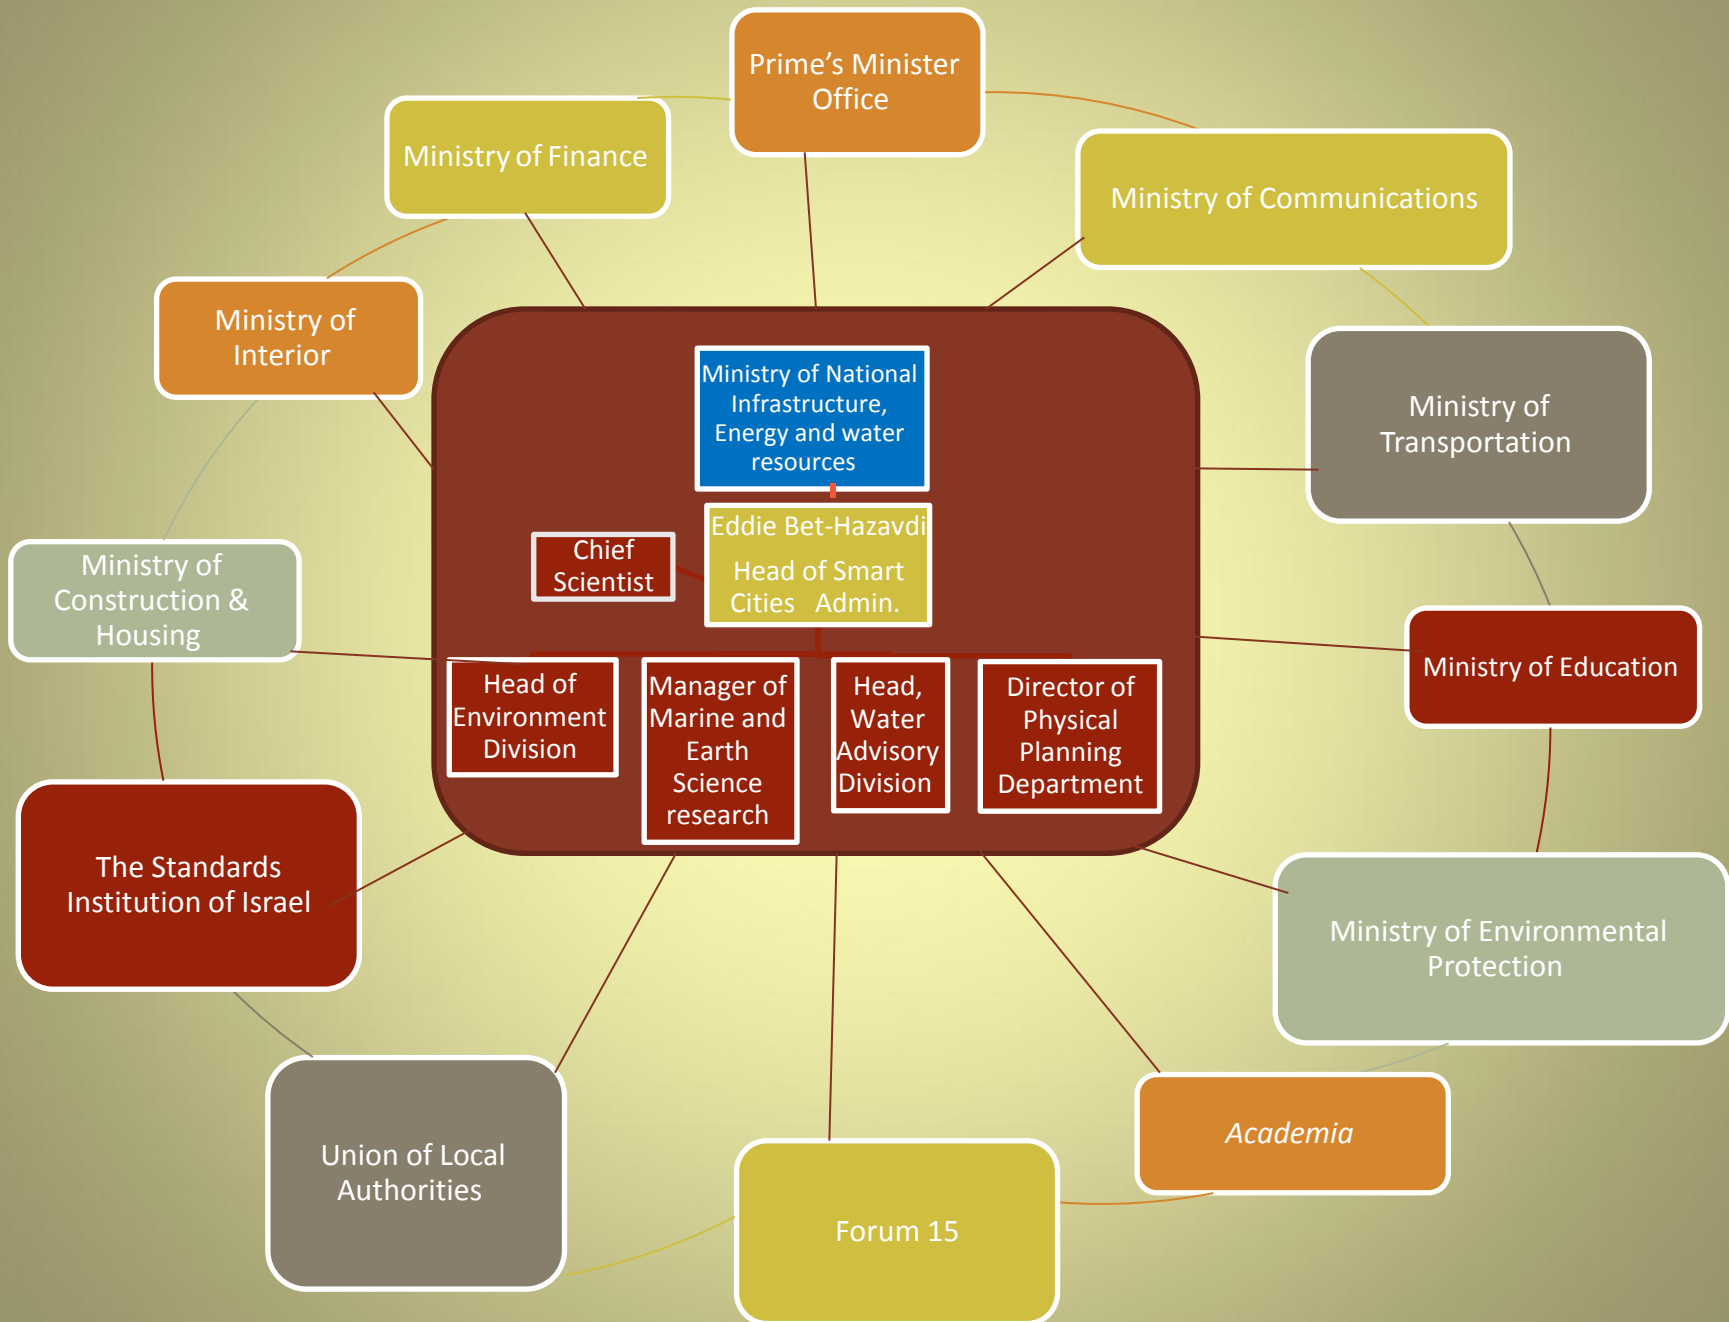 Prime's Minister
Office
Ministry of Finance
Ministry of Communications
Ministry of
Interior
Ministry of National
Infrastructure,
Energy and water
resources
Ministry of
Transportation
Eddie Bet-Hazavdi
Head of Smart
Cities Admin.
Chief
Scientist
Ministry of
Construction &
Housing
Head of
Environment
Division
Manager of
Marine and
Earth
Science
research
Head,
Water
Advisory
Division
Director of
Physical
Planning
Department
Ministry of Education
The Standards
Institution of Israel
Ministry of Environmental
Protection
Union of Local
Authorities
Forum 15
Academia